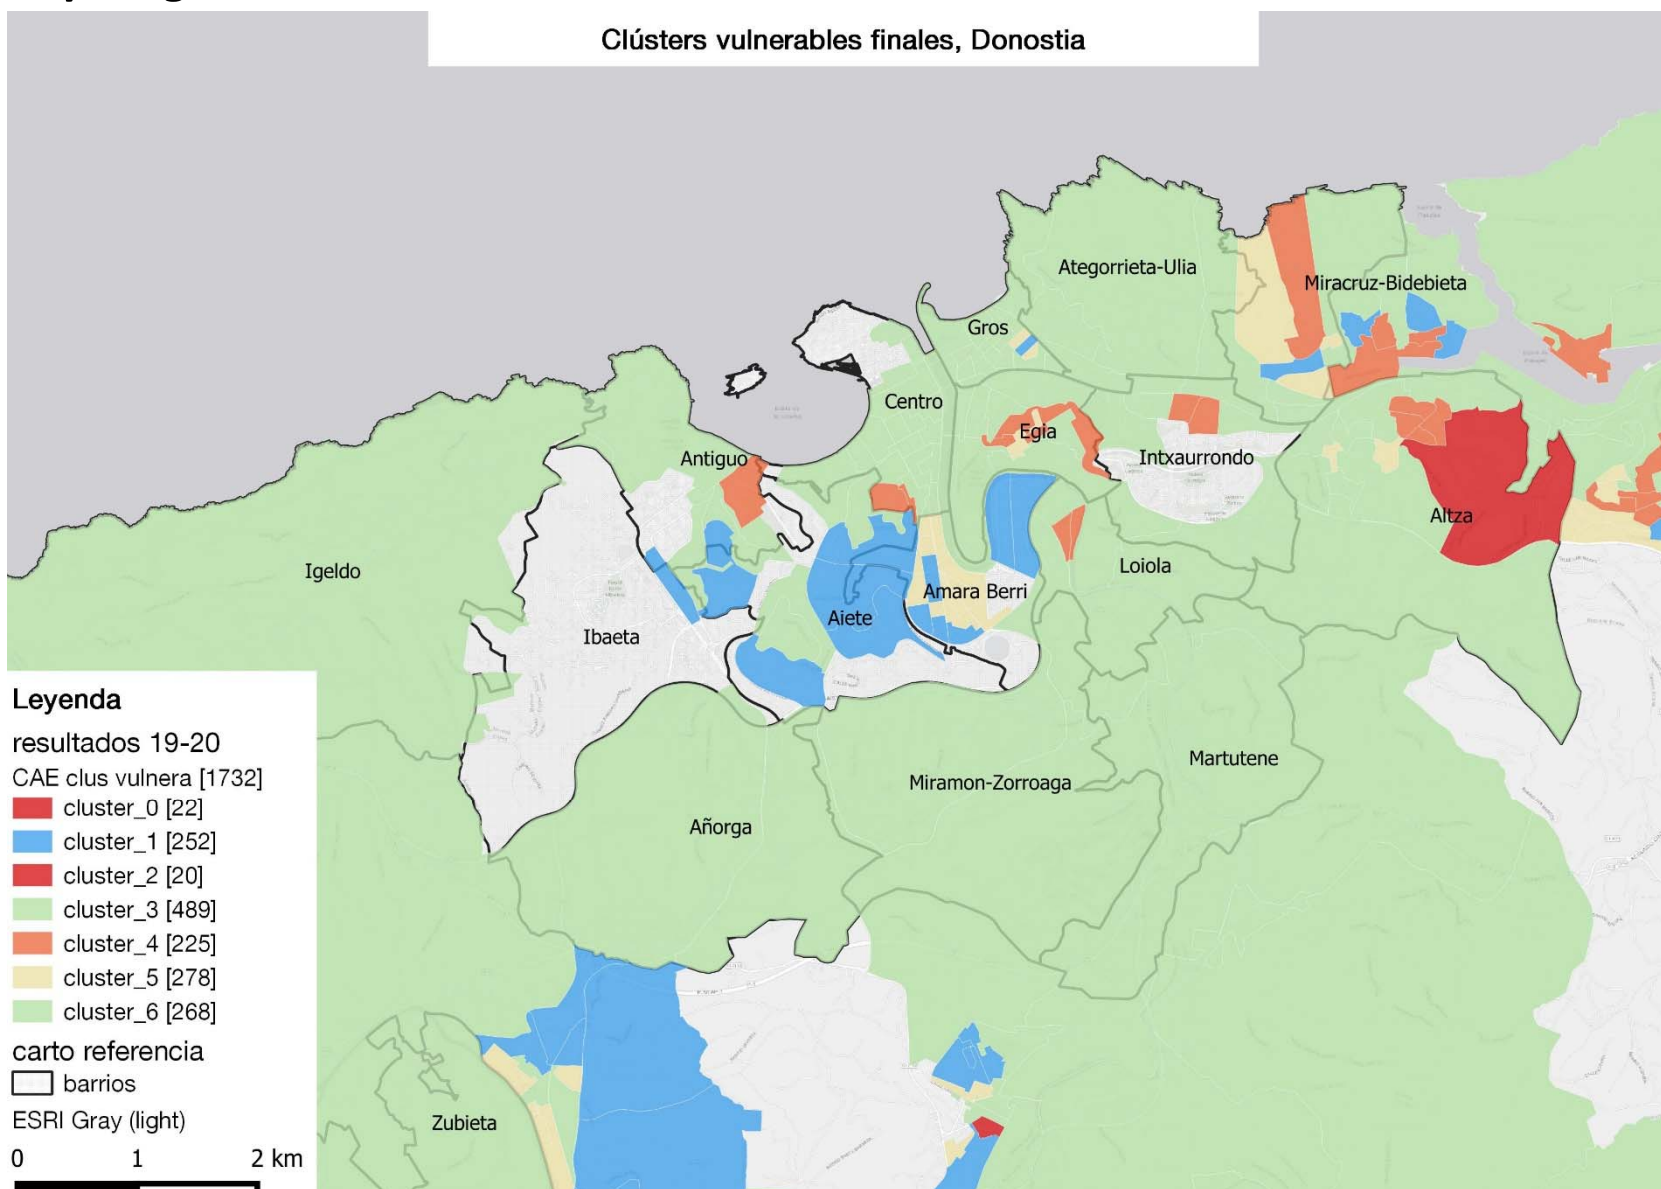 Clústers vulnerables finales, Donostia
Ategorrieta-Ulia
Miracruz-Bidebieta
Gros
Centro
Egia
Antiguo
Intxaurrondo
Altza
Igeldo
Loiola
Amara Berri
Aiete
Ibaeta
Martutene
Miramon-Zorroaga
Añorga
Zubieta
Leyenda
resultados 19-20
CAE clus vulnera [1732]
cluster_0 [22]
cluster_1 [252]
cluster_2 [20]
cluster_3 [489]
cluster_4 [225]
cluster_5 [278]
cluster_6 [268]
carto referencia
barrios
ESRI Gray (light)
0 1 2 km